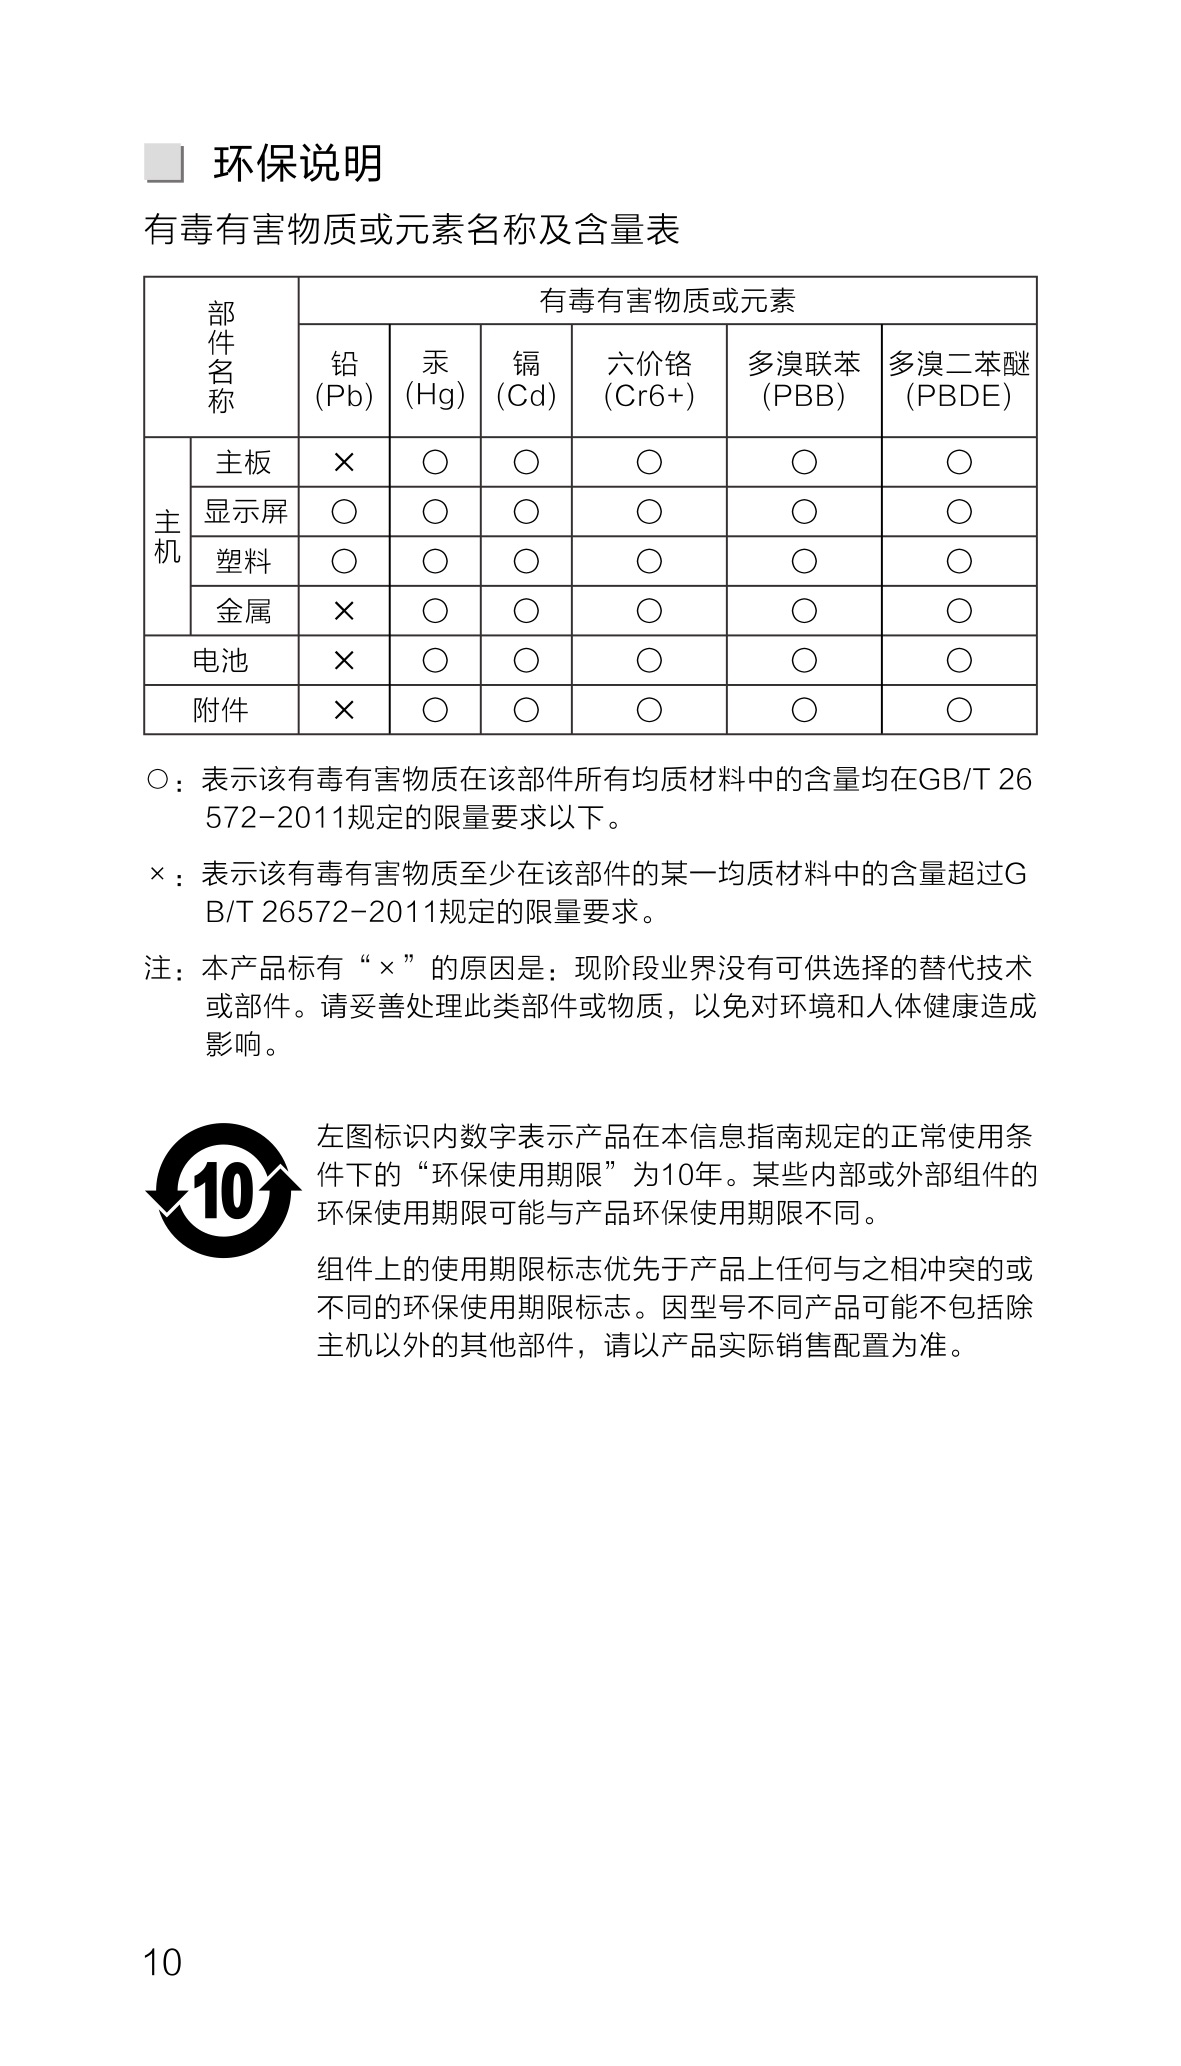 环保说明
有毒有害物质或元素名称及含量表
部件名称
有毒有害物质或元素
铅 (Pb)
汞 (Hg)
镉 (Cd)
六价铬 (Cr6+)
多溴联苯 (PBB)
多溴二苯醚 (PBDE)
主机
主板 × ○ ○ ○ ○ ○
显示屏 ○ ○ ○ ○ ○ ○
塑料 ○ ○ ○ ○ ○ ○
金属 × ○ ○ ○ ○ ○
电池 × ○ ○ ○ ○ ○
附件 × ○ ○ ○ ○ ○
○：表示该有毒有害物质在该部件所有均质材料中的含量均在GB/T 26
572-2011规定的限量要求以下。
×：表示该有毒有害物质至少在该部件的某一均质材料中的含量超过G
B/T 26572-2011规定的限量要求。
注：本产品标有“×”的原因是：现阶段业界没有可供选择的替代技术
或部件。请妥善处理此类部件或物质，以免对环境和人体健康造成
影响。
10
左图标识内数字表示产品在本信息指南规定的正常使用条
件下的“环保使用期限”为10年。某些内部或外部组件的
环保使用期限可能与产品环保使用期限不同。
组件上的使用期限标志优先于产品上任何与之相冲突的或
不同的环保使用期限标志。因型号不同产品可能不包括除
主机以外的其他部件，请以产品实际销售配置为准。
10